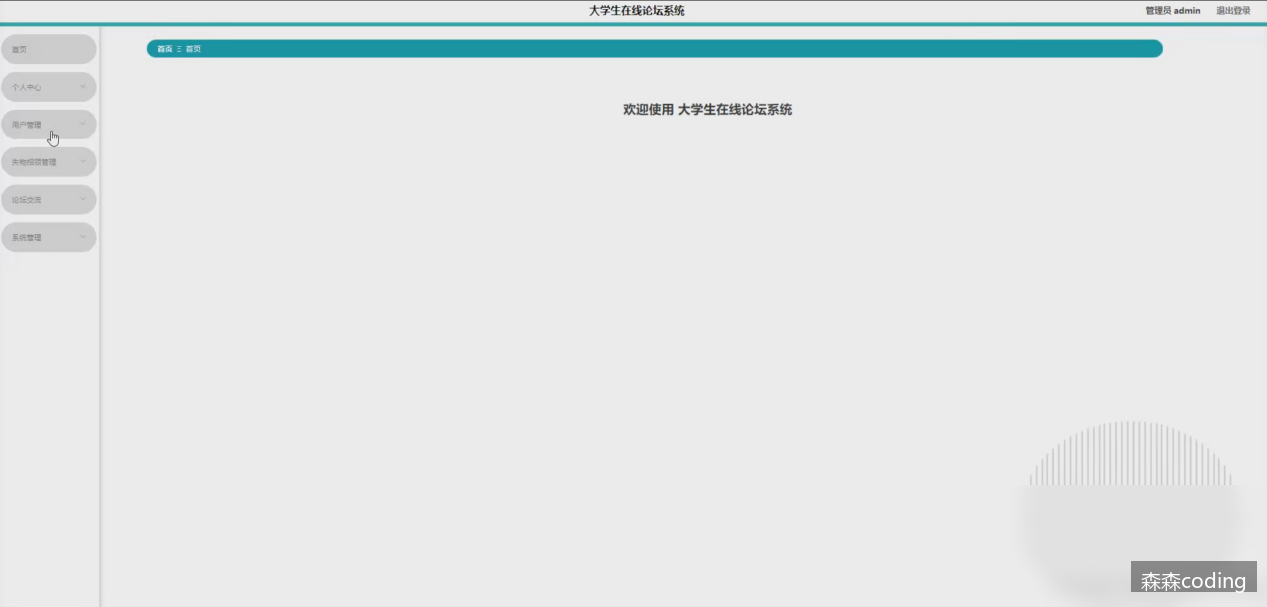 大学生在线论坛系统
管理员 admin
退出登录
首页
个人中心
用户管理
失物招领管理
论坛交流
系统管理
首页 Ξ 首页
欢迎使用 大学生在线论坛系统
森森coding